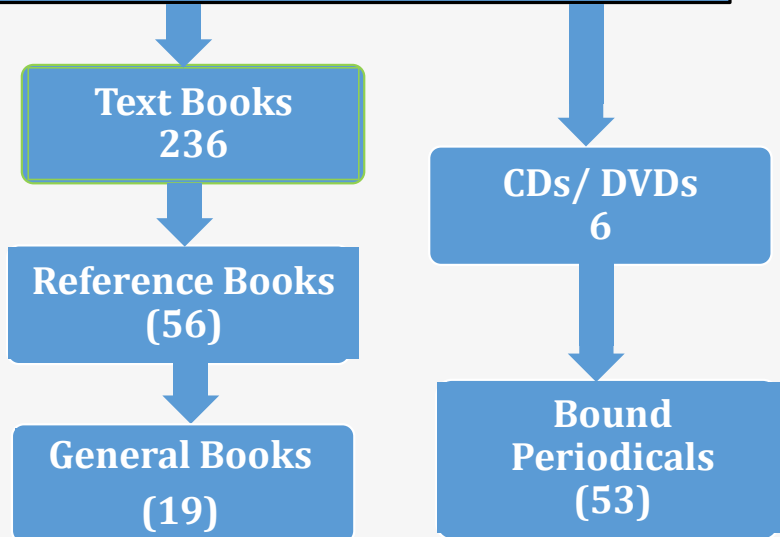 Text Books
236
Reference Books
(56)
General Books
(19)
CDs/ DVDs
6
Bound
Periodicals
(53)